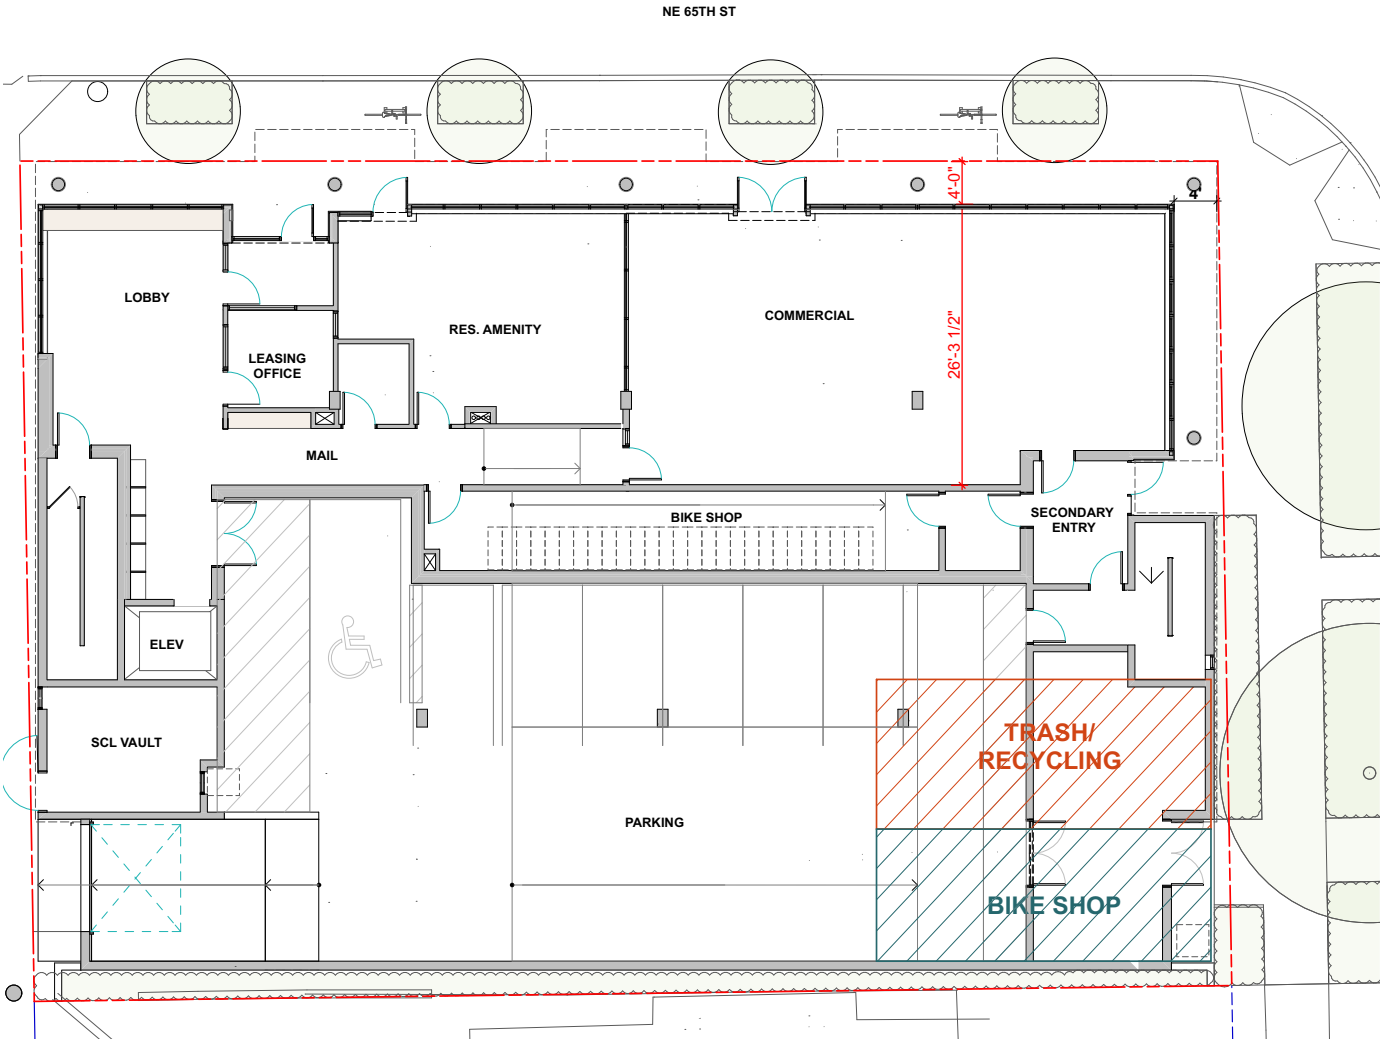 NE 65TH ST
4'-0"
4'
LOBBY
COMMERCIAL
RES. AMENITY
26'-3 1/2"
LEASING
OFFICE
MAIL
BIKE SHOP
SECONDARY
ENTRY
ELEV
SCL VAULT
TRASH/
RECYCLING
PARKING
BIKE SHOP